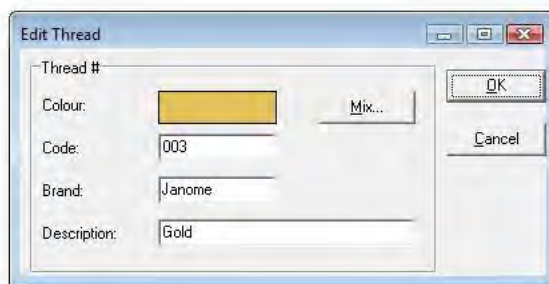 Edit Thread
Thread #
Colour:
Mix...
Code:
003
Brand:
Janome
Description:
Gold
OK
Cancel